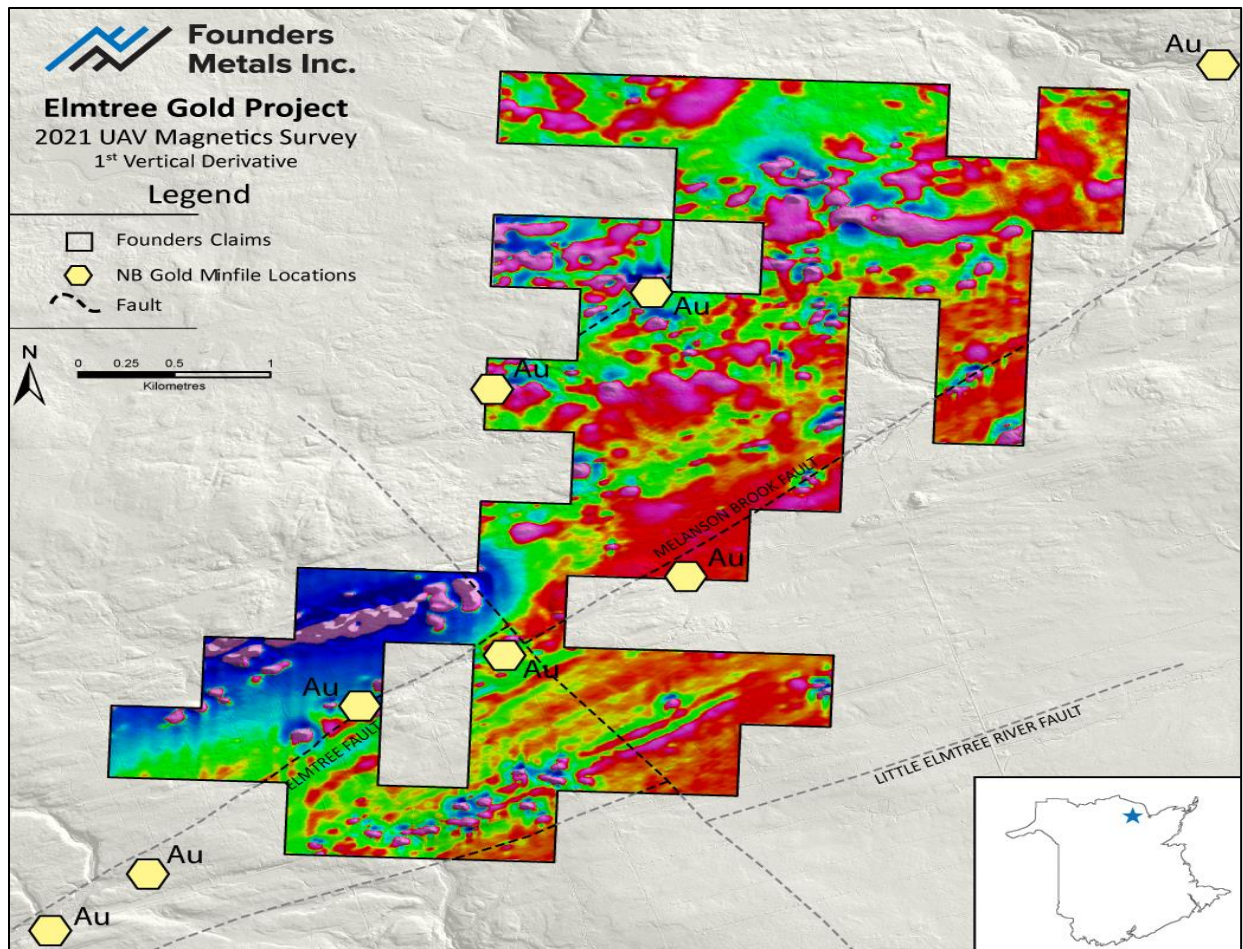 Founders
Metals Inc.
Elmtree Gold Project
2021 UAV Magnetics Survey
1st Vertical Derivative
Legend
Founders Claims
NB Gold Minfile Locations
Fault
N
0 0.25 0.5 1
Kilometres
Au
Au
Au
MELANSON BROOK FAULT
Au
Au
Au
ELMTREE FAULT
LITTLE ELMTREE RIVER FAULT
Au
Au